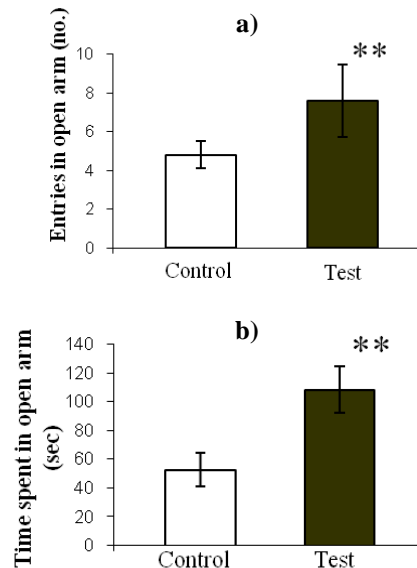 a)
Entries in open arm (no.)
10
8
6
4
2
0
**
Control
Test
b)
Time spent in open arm
(sec)
140
120
100
80
60
40
20
0
**
Control
Test